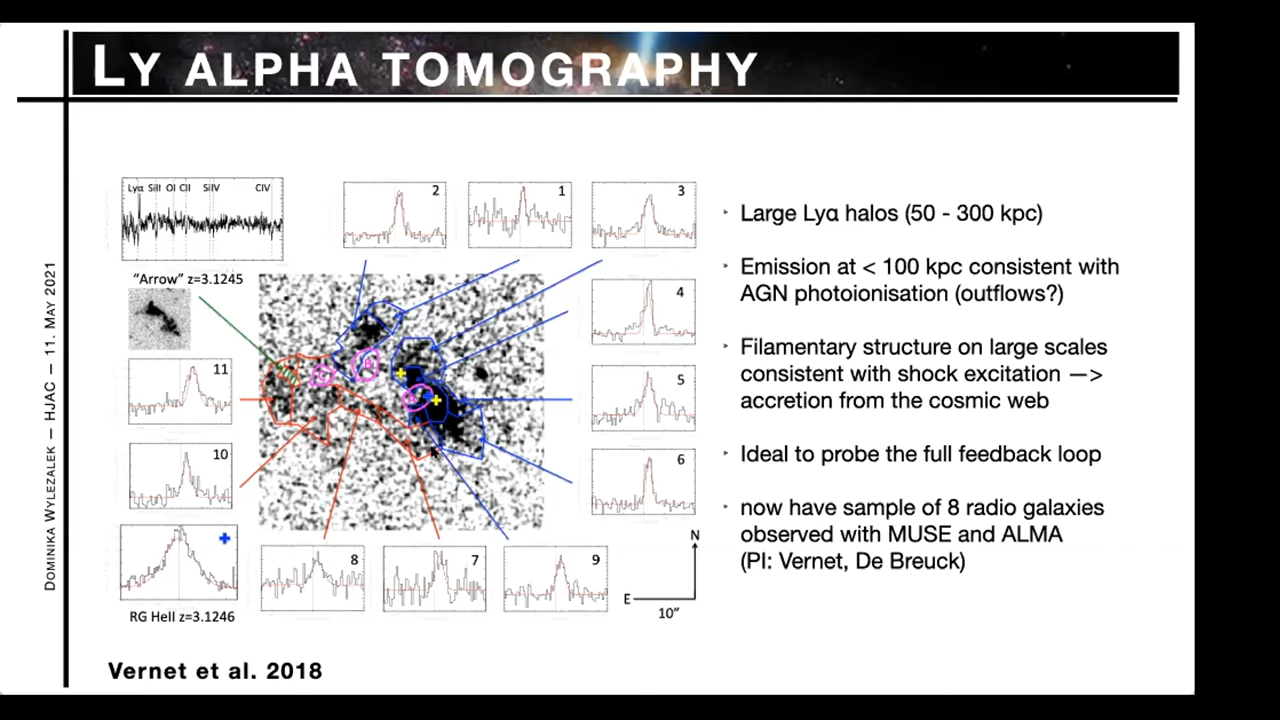 LY ALPHA TOMOGRAPHY
DOMINIKA WYLEZALEK — HJAC — 11. MAY 2021
Lyα SiII OI CII SiIV CIV
"Arrow" z=3.1245
2
1
3
4
5
6
11
10
8
7
9
RG HeII z=3.1246
N
E
10"
‣ Large Lyα halos (50 - 300 kpc)
‣ Emission at < 100 kpc consistent with
AGN photoionisation (outflows?)
‣ Filamentary structure on large scales
consistent with shock excitation —>
accretion from the cosmic web
‣ Ideal to probe the full feedback loop
‣ now have sample of 8 radio galaxies
observed with MUSE and ALMA
(PI: Vernet, De Breuck)
Vernet et al. 2018